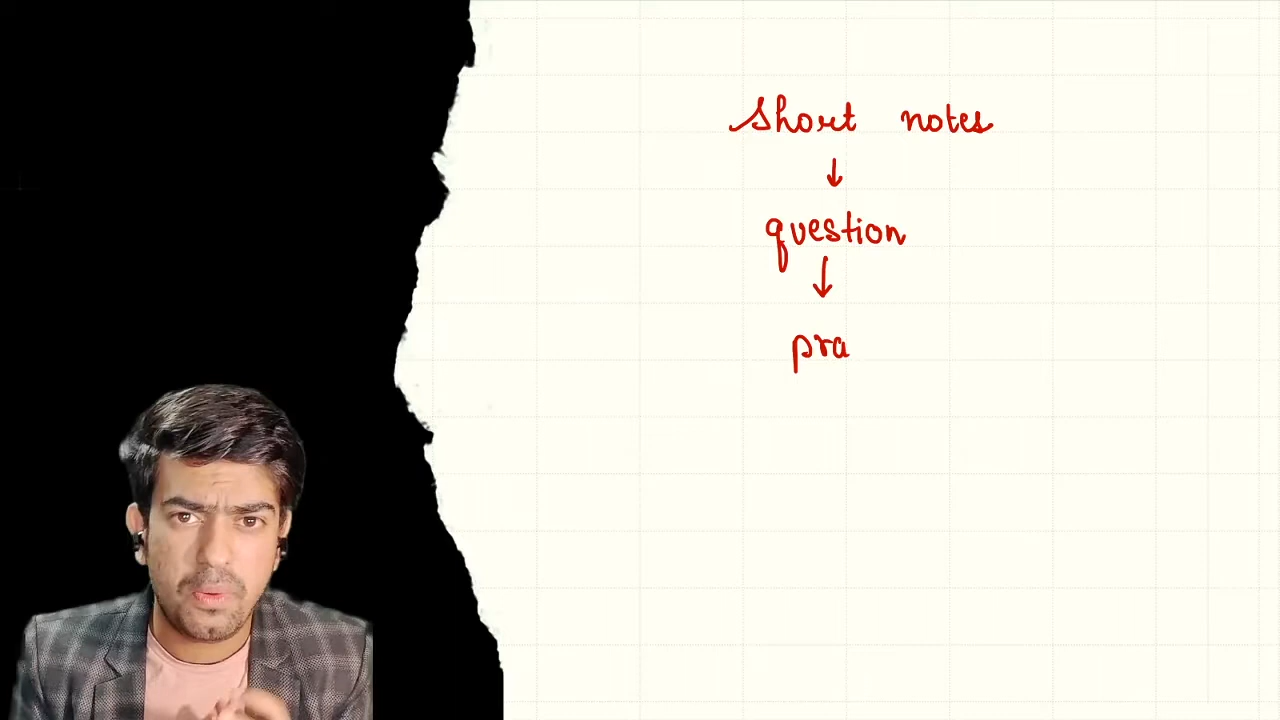 Short notes
↓
question
↓
pra